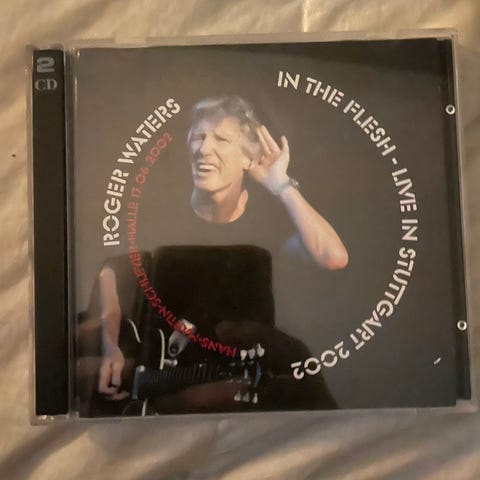 2
CD
ROGER WATERS
IN THE FLESH - LIVE IN STUTTGART 2002
HANS-MARTIN-SCHLEYER-HALLE 17.06.2002